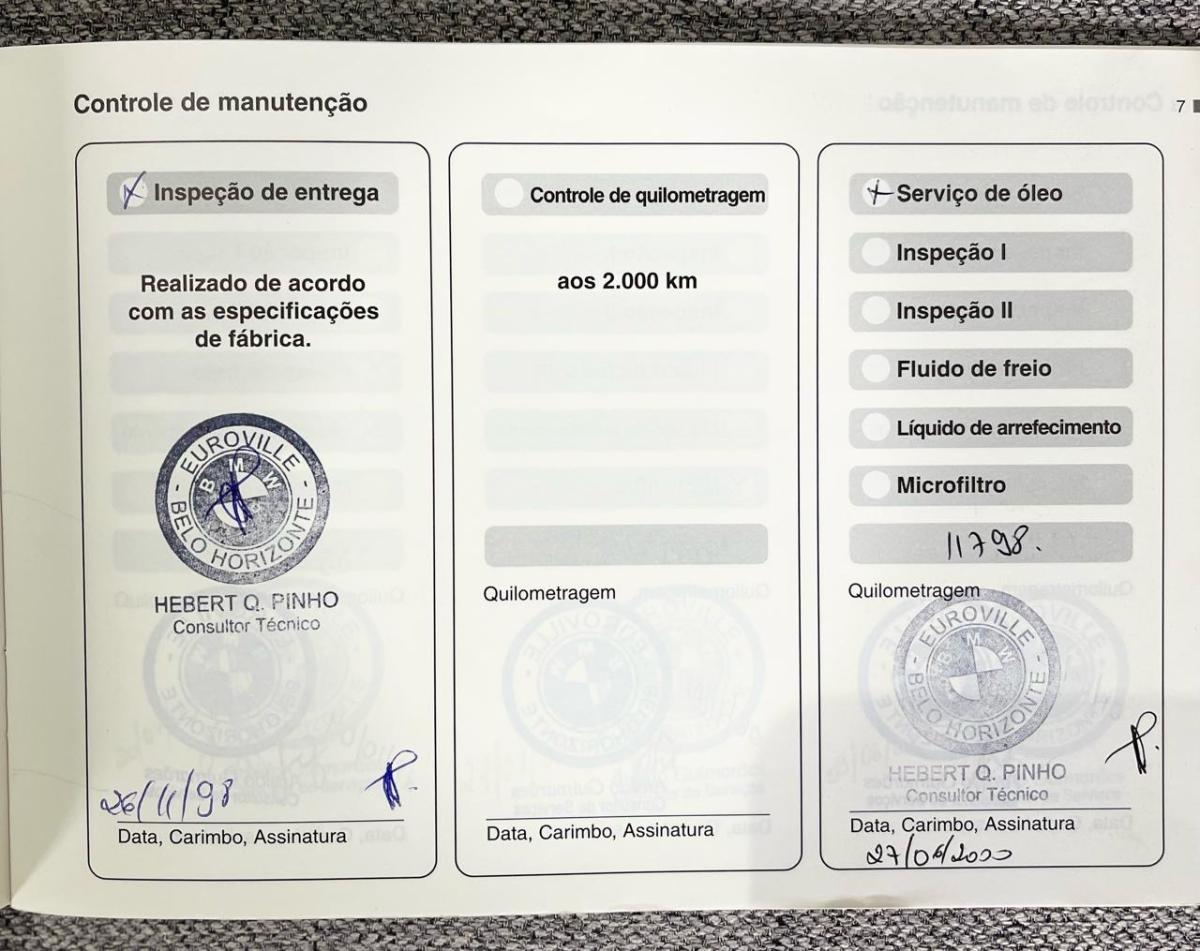 Controle de manutenção
7
Inspeção de entrega
Realizado de acordo
com as especificações
de fábrica.
EUROVILLE
BMW
BELO HORIZONTE
HEBERT Q. PINHO
Consultor Técnico
26/11/98
Data, Carimbo, Assinatura
Controle de quilometragem
aos 2.000 km
Quilometragem
Data, Carimbo, Assinatura
Serviço de óleo
Inspeção I
Inspeção II
Fluido de freio
Líquido de arrefecimento
Microfiltro
11798.
Quilometragem
EUROVILLE
BMW
BELO HORIZONTE
HEBERT Q. PINHO
Consultor Técnico
Data, Carimbo, Assinatura